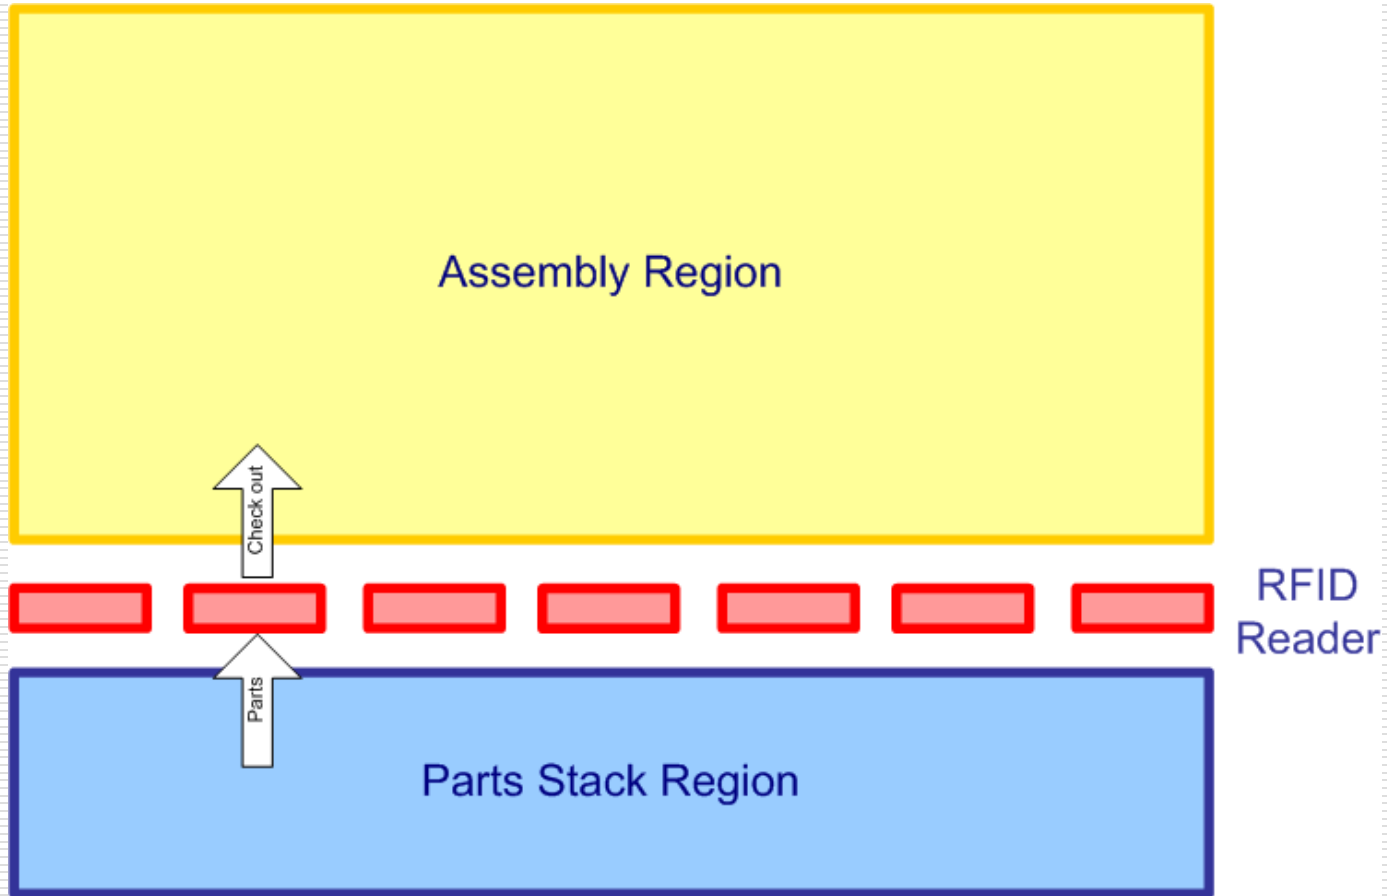 Assembly Region
Check out
RFID
Reader
Parts
Parts Stack Region